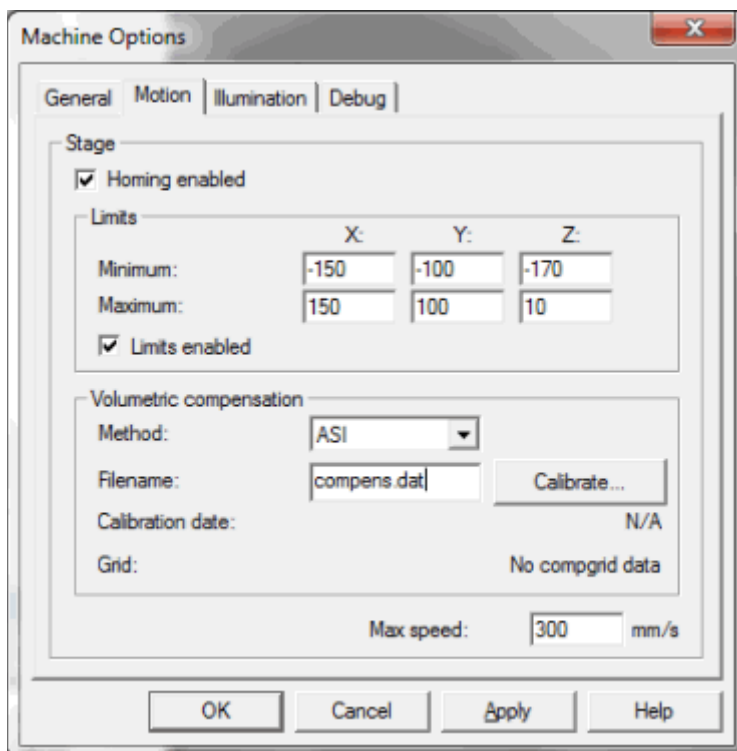 Machine Options
General Motion Illumination Debug
Stage
Homing enabled
Limits
X: Y: Z:
Minimum: -150 -100 -170
Maximum: 150 100 10
Limits enabled
Volumetric compensation
Method: ASI
Filename: compens.dat Calibrate...
Calibration date: N/A
Grid: No compgrid data
Max speed: 300 mm/s
OK Cancel Apply Help